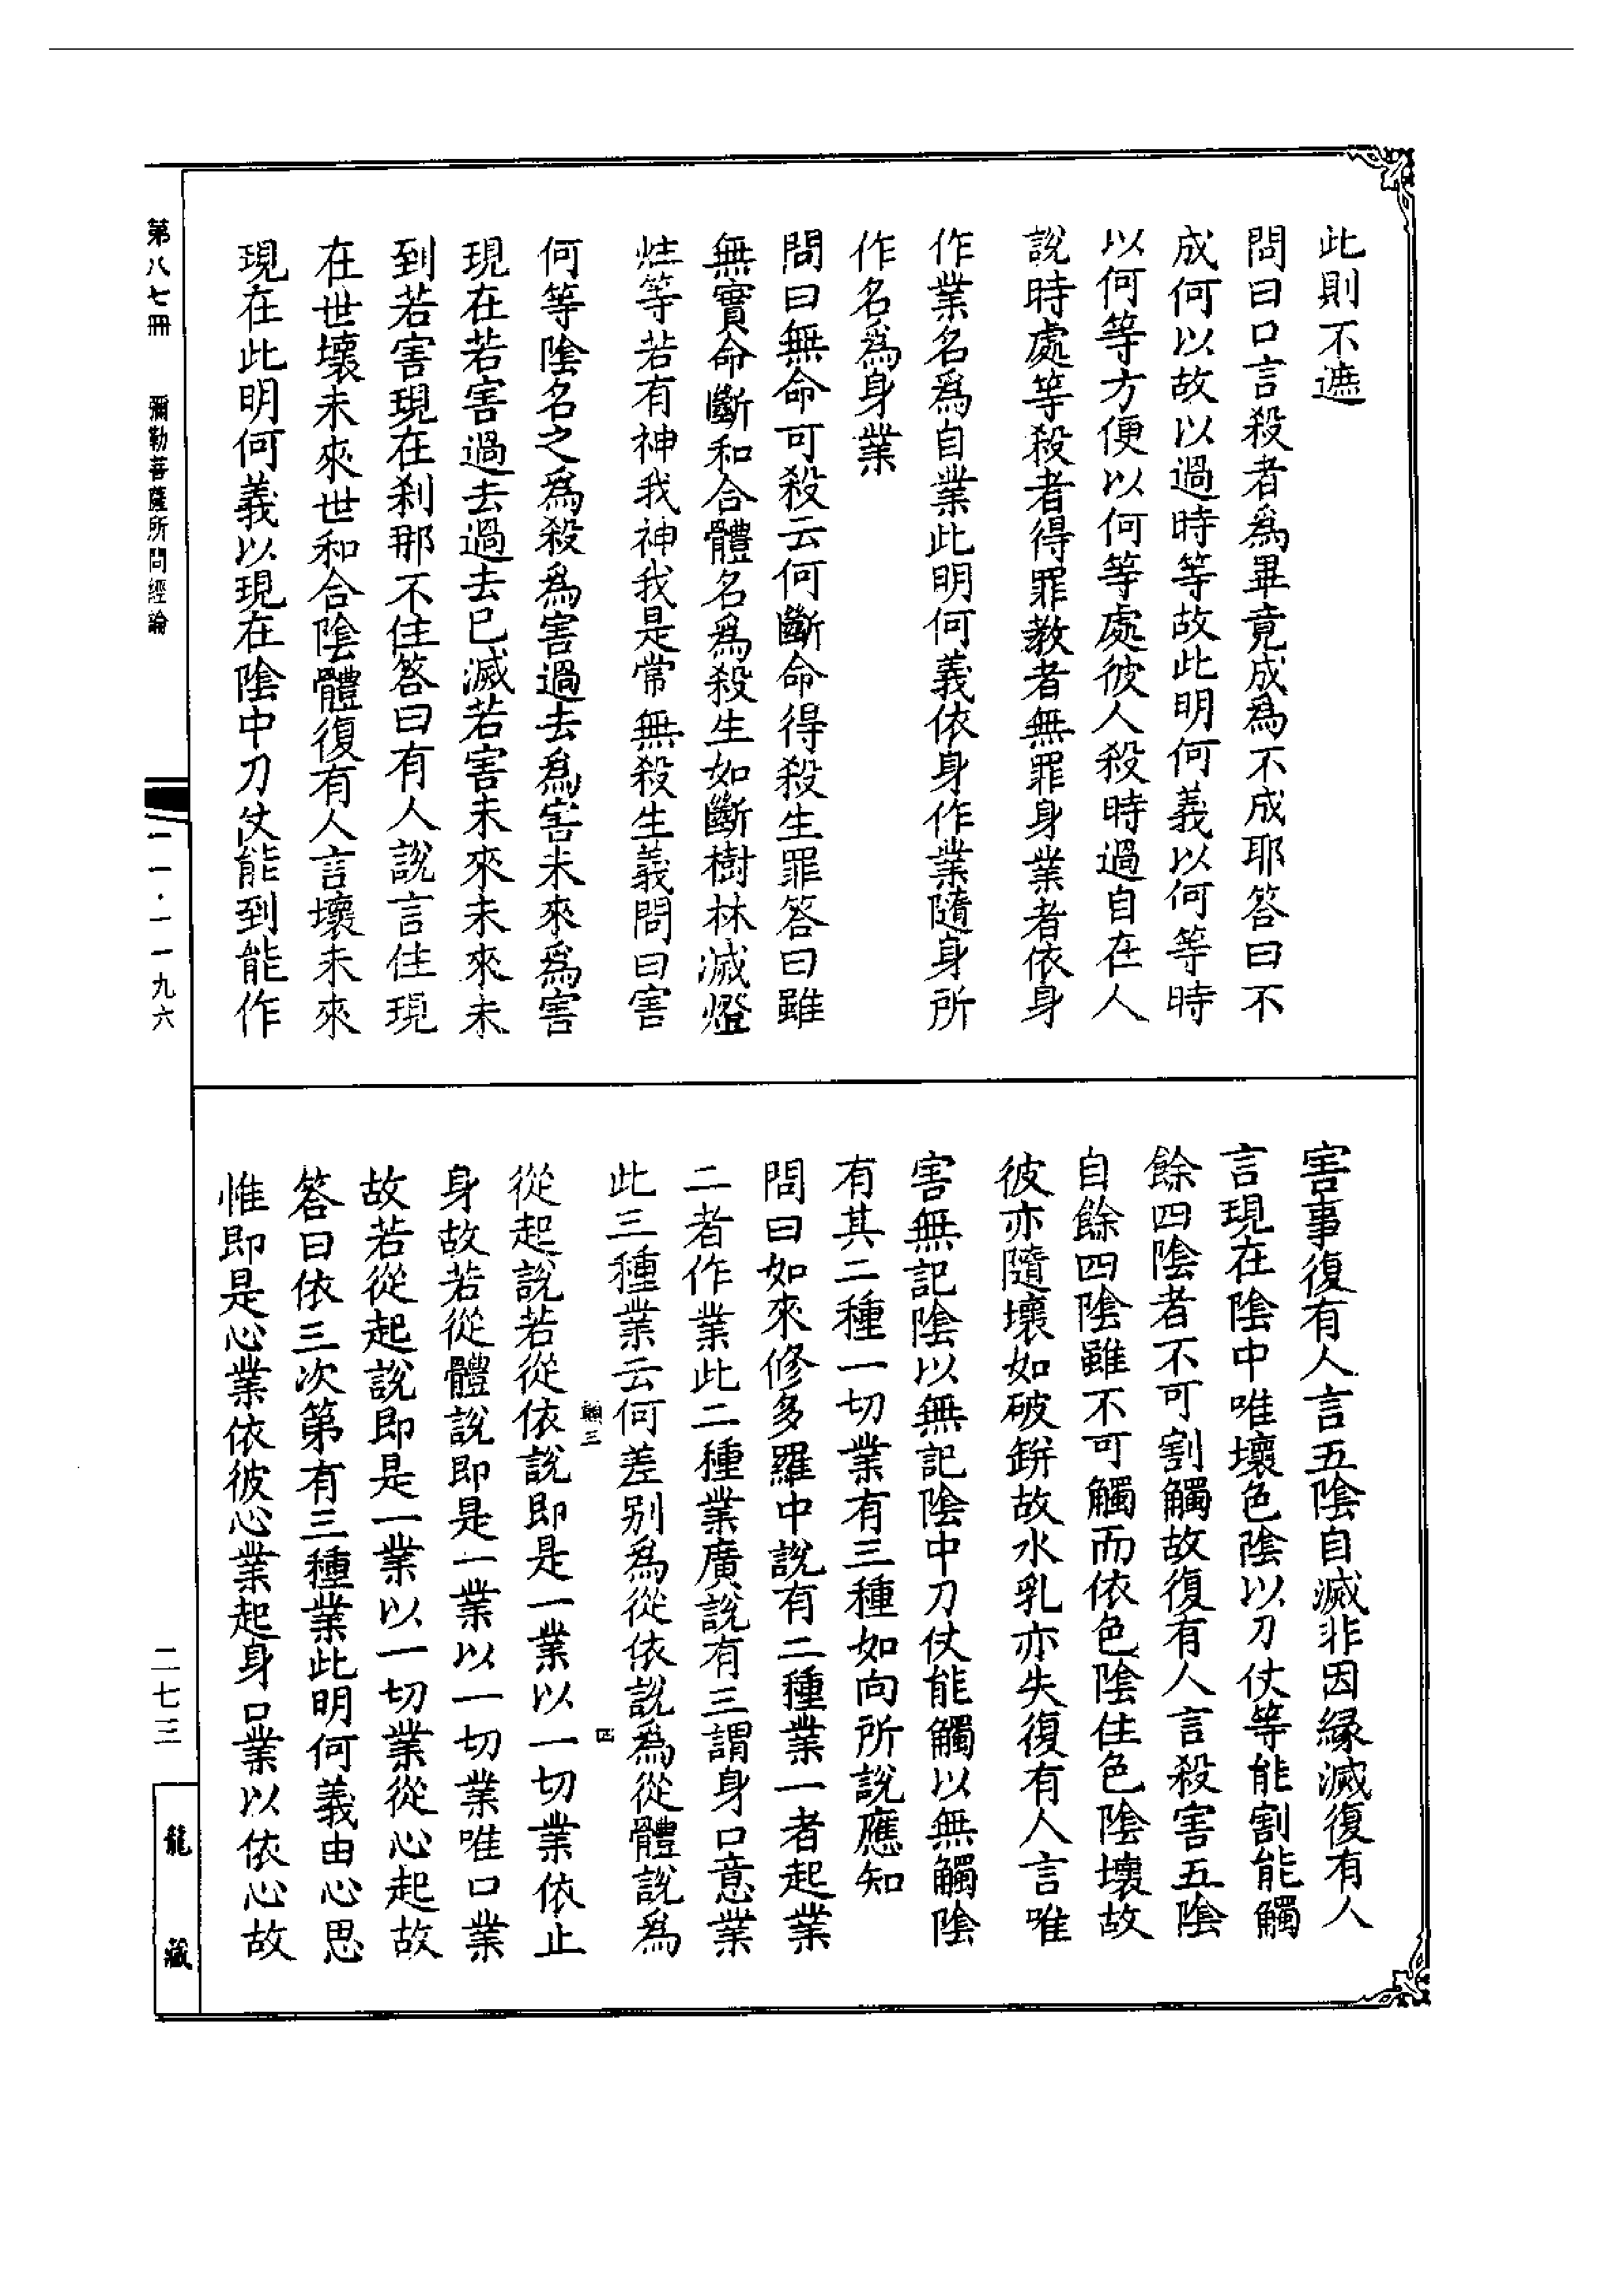 此則不遮
問曰口言殺者爲畢竟成爲不成耶答曰不
成何以故以過時等故此明何義以何等時
以何等方便以何等處彼人殺時過自在人
說時處等殺者得罪教者無罪身業者依身
作業名爲自業此明何義依身作業隨身所
作名爲身業
問曰無命可殺云何斷命得殺生罪答曰雖
無實命斷和合體名爲殺生如斷樹林滅燈
炷等若有神我神我是常無殺生義問曰害
何等陰名之爲殺爲害過去爲害未來爲害
現在若害過去過去已滅若害未來未來未
到若害現在刹那不住答曰有人說言住現
在世壞未來世和合陰體復有人言壞未來
現在此明何義以現在陰中刀仗能到能作
第八七冊 彌勒菩薩所問經論
一一·一一九六
害事復有人言五陰自滅非因緣滅復有人
言現在陰中唯壞色陰以刀仗等能割能觸
餘四陰者不可割觸故復有人言殺害五陰
自餘四陰雖不可觸而依色陰住色陰壞故
彼亦隨壞如破缾故水乳亦失復有人言唯
害無記陰以無記陰中刀仗能觸以無觸陰
有其二種一切業有三種如向所說應知
問曰如來修多羅中說有二種業一者起業
二者作業此二種業廣說有三謂身口意業
此三種業云何差別爲從依說爲從體說爲
三 四
從起說若從依說即是一業以一切業依止
身故若從體說即是一業以一切業唯口業
故若從起說即是一業以一切業從心起故
答曰依三次第有三種業此明何義由心思
惟即是心業依彼心業起身口業以依心故
二七三
龍藏